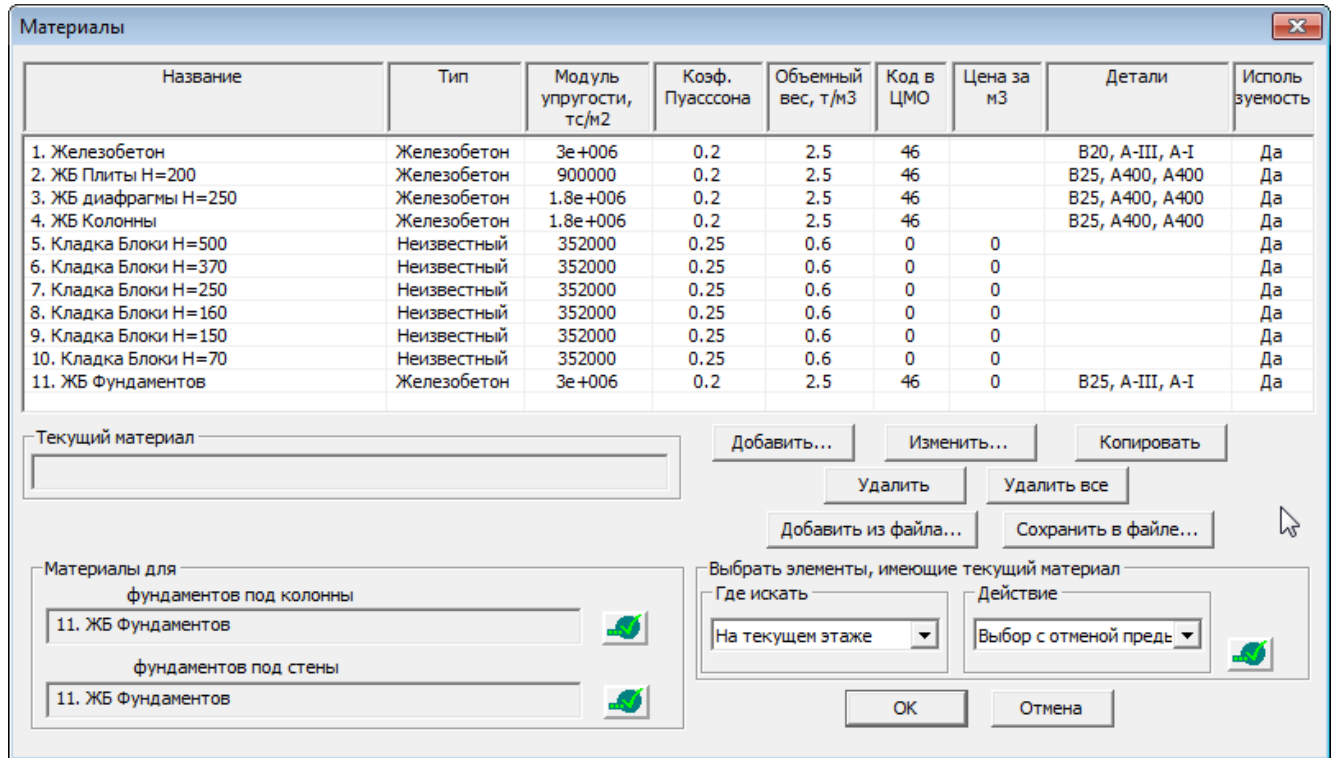 Материалы
Название Тип Модуль упругости, тс/м2 Коэф. Пуасссона Объемный вес, т/м3 Код в ЦМО Цена за м3 Детали Исполь зуемость
1. Железобетон Железобетон 3e+006 0.2 2.5 46 B20, A-III, A-I Да
2. ЖБ Плиты H=200 Железобетон 900000 0.2 2.5 46 B25, A400, A400 Да
3. ЖБ диафрагмы H=250 Железобетон 1.8e+006 0.2 2.5 46 B25, A400, A400 Да
4. ЖБ Колонны Железобетон 1.8e+006 0.2 2.5 46 B25, A400, A400 Да
5. Кладка Блоки H=500 Неизвестный 352000 0.25 0.6 0 0 Да
6. Кладка Блоки H=370 Неизвестный 352000 0.25 0.6 0 0 Да
7. Кладка Блоки H=250 Неизвестный 352000 0.25 0.6 0 0 Да
8. Кладка Блоки H=160 Неизвестный 352000 0.25 0.6 0 0 Да
9. Кладка Блоки H=150 Неизвестный 352000 0.25 0.6 0 0 Да
10. Кладка Блоки H=70 Неизвестный 352000 0.25 0.6 0 0 Да
11. ЖБ Фундаментов Железобетон 3e+006 0.2 2.5 46 0 B25, A-III, A-I Да
Текущий материал
Добавить... Изменить... Копировать
Удалить Удалить все
Добавить из файла... Сохранить в файле...
Материалы для
фундаментов под колонны
11. ЖБ Фундаментов
фундаментов под стены
11. ЖБ Фундаментов
Выбрать элементы, имеющие текущий материал
Где искать Действие
На текущем этаже Выбор с отменой предь
OK Отмена